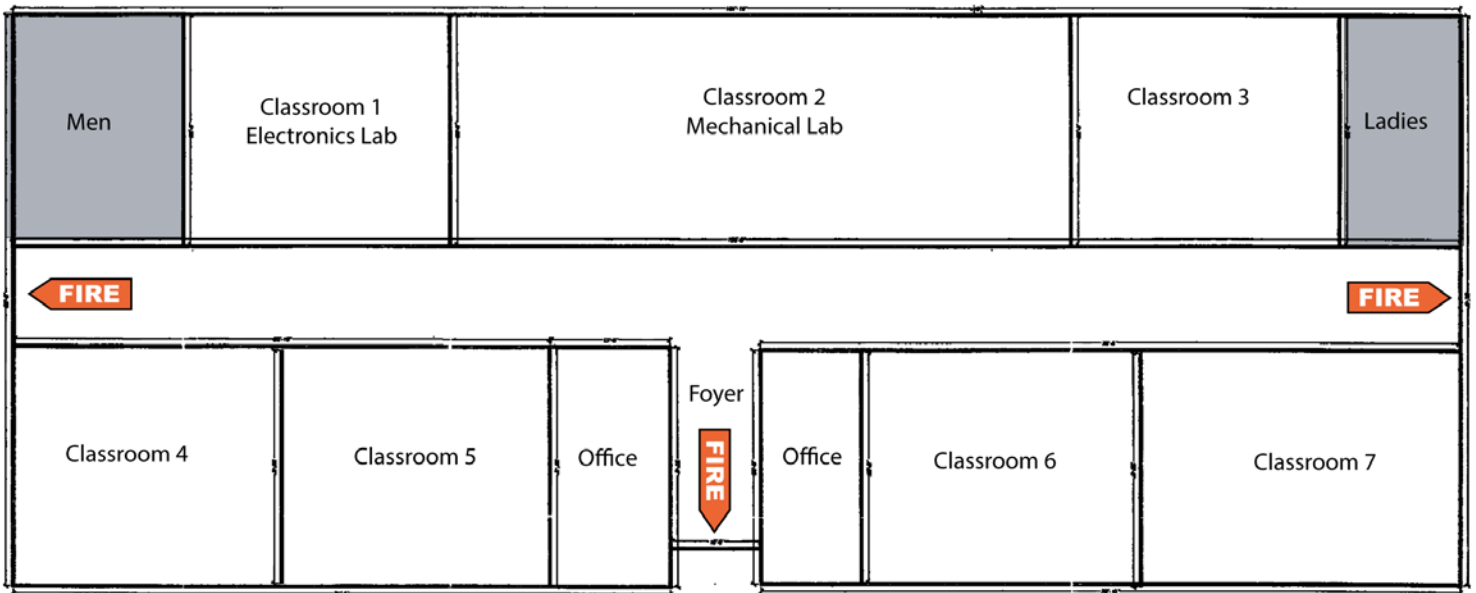 Men
Classroom 1
Electronics Lab
Classroom 2
Mechanical Lab
Classroom 3
Ladies
FIRE
FIRE
Classroom 4
Classroom 5
Office
Foyer
FIRE
Office
Classroom 6
Classroom 7